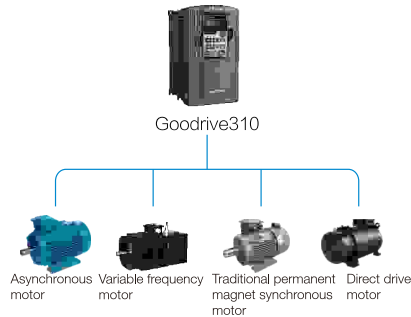 Goodrive310
Asynchronous
motor
Variable frequency
motor
Traditional permanent
magnet synchronous
motor
Direct drive
motor